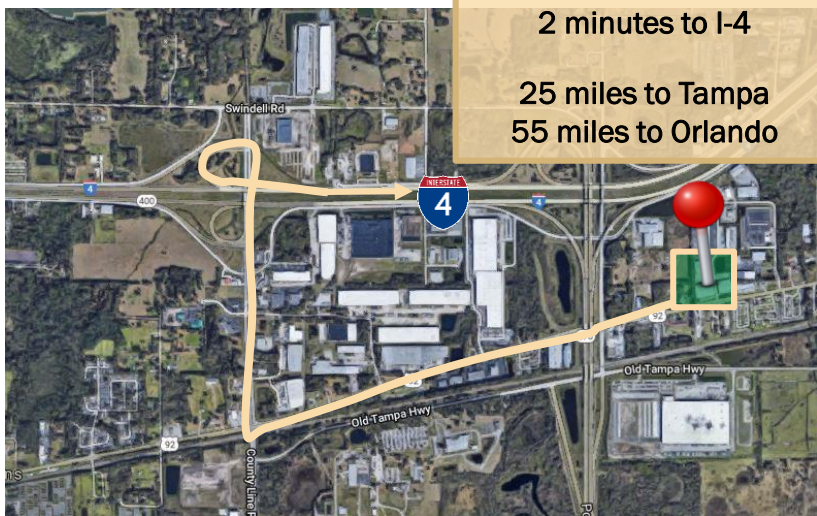 2 minutes to I-4
25 miles to Tampa
55 miles to Orlando
Swindell Rd
4
400
INTERSTATE
4
4
92
Old Tampa Hwy
Old Tampa Hwy
92
County Line